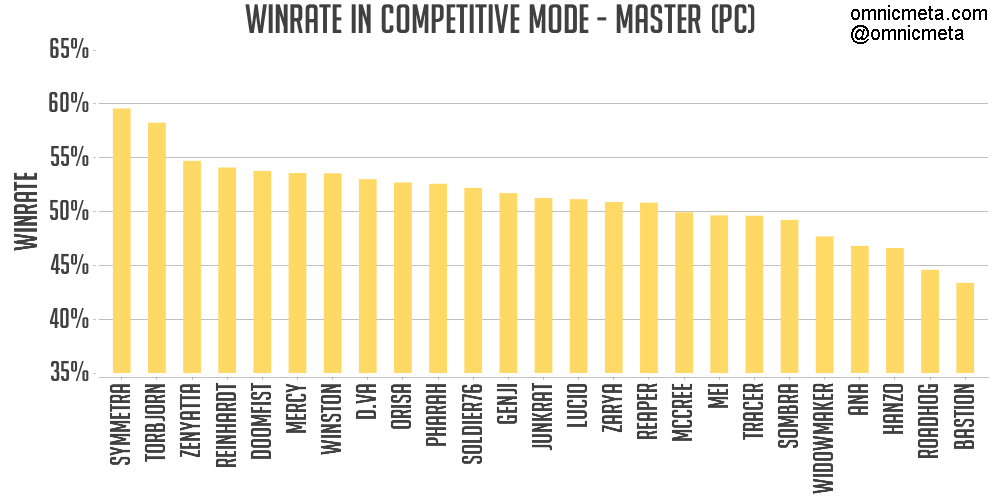 WINRATE IN COMPETITIVE MODE - MASTER (PC)
omnicmeta.com
@omnicmeta
65%
60%
55%
50%
45%
40%
35%
WINRATE
SYMMETRA
TORBJORN
ZENYATTA
REINHARDT
DOOMFIST
MERCY
WINSTON
D.VA
ORISA
PHARAH
SOLDIER76
GENJI
JUNKRAT
LUCIO
ZARYA
REAPER
MCCREE
MEI
TRACER
SOMBRA
WIDOWMAKER
ANA
HANZO
ROADHOG
BASTION